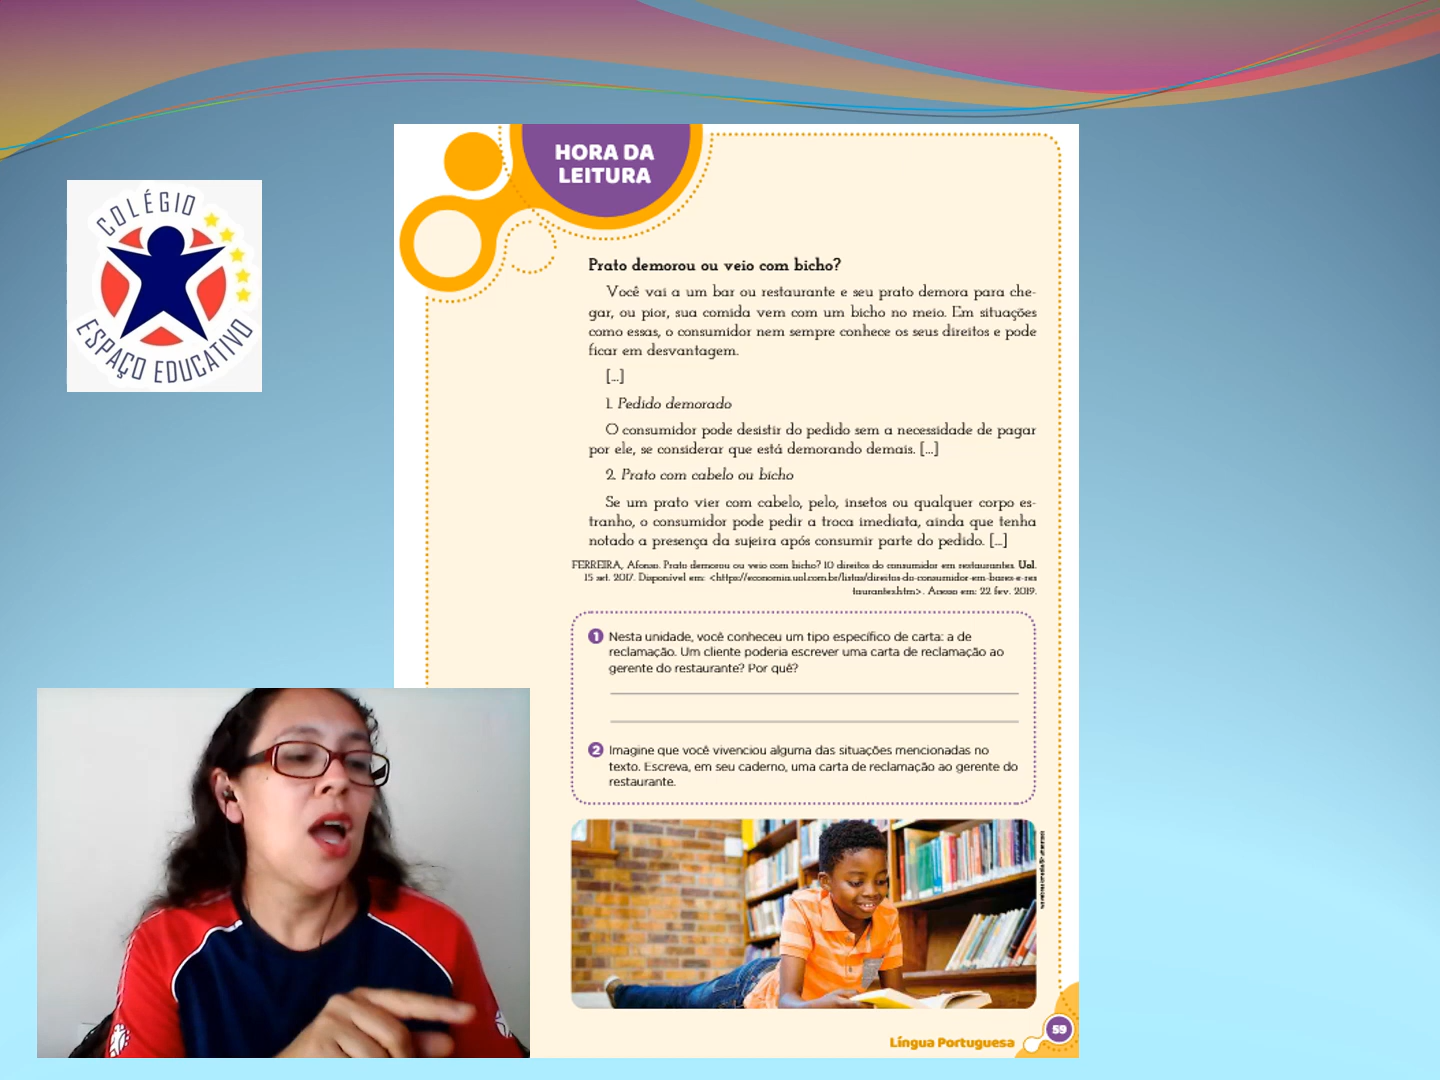 COLÉGIO
ESPAÇO EDUCATIVO
HORA DA
LEITURA
Prato demorou ou veio com bicho?
Você vai a um bar ou restaurante e seu prato demora para che-
gar, ou pior, sua comida vem com um bicho no meio. Em situações
como essas, o consumidor nem sempre conhece os seus direitos e pode
ficar em desvantagem.
[...]
1. Pedido demorado
O consumidor pode desistir do pedido sem a necessidade de pagar
por ele, se considerar que está demorando demais. [...]
2. Prato com cabelo ou bicho
Se um prato vier com cabelo, pelo, insetos ou qualquer corpo es-
tranho, o consumidor pode pedir a troca imediata, ainda que tenha
notado a presença da sujeira após consumir parte do pedido. [...]
FERREIRA, Afonso. Prato demorou ou veio com bicho? 10 direitos do consumidor em restaurantes. Uol.
15 set. 2017. Disponível em: <https://economia.uol.com.br/listas/direitos-do-consumidor-em-bares-e-res
taurantes.htm>. Acesso em: 22 fev. 2019.
1 Nesta unidade, você conheceu um tipo específico de carta: a de
reclamação. Um cliente poderia escrever uma carta de reclamação ao
gerente do restaurante? Por quê?
2 Imagine que você vivenciou alguma das situações mencionadas no
texto. Escreva, em seu caderno, uma carta de reclamação ao gerente do
restaurante.
Língua Portuguesa
59